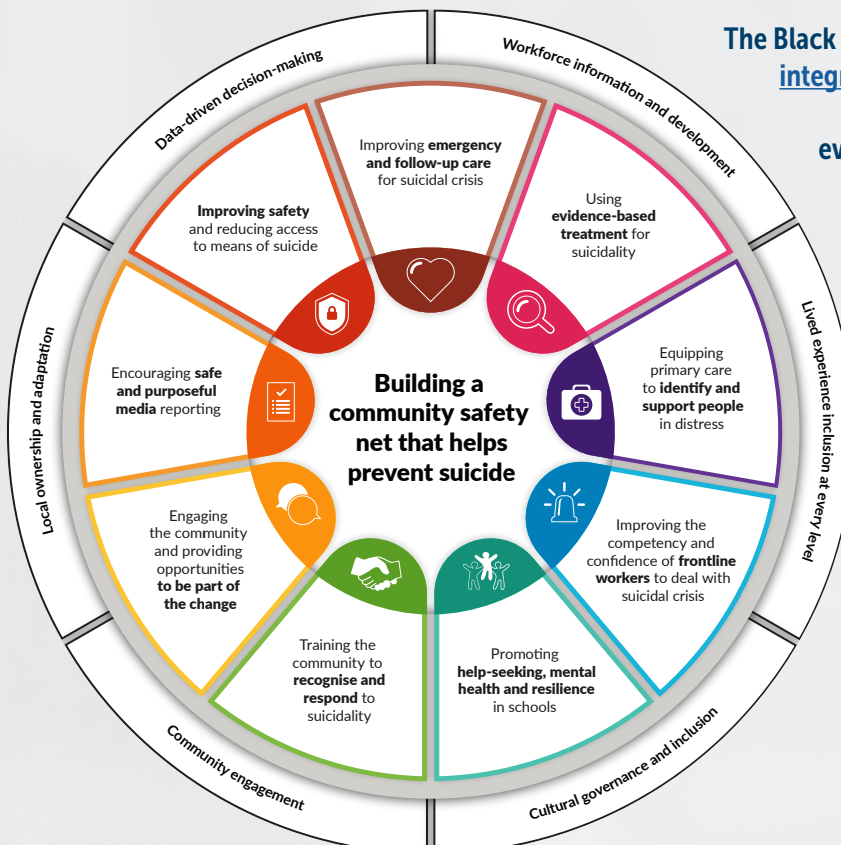 The Black
integr
ev
Data-driven decision-making
Workforce information and development
Lived experience inclusion at every level
Cultural governance and inclusion
Community engagement
Local ownership and adaptation
Improving emergency
and follow-up care
for suicidal crisis
Using
evidence-based
treatment for
suicidality
Equipping
primary care
to identify and
support people
in distress
Improving the
competency and
confidence of frontline
workers to deal with
suicidal crisis
Promoting
help-seeking, mental
health and resilience
in schools
Training the
community to
recognise and
respond to
suicidality
Engaging
the community
and providing
opportunities
to be part of
the change
Encouraging safe
and purposeful
media reporting
Improving safety
and reducing access
to means of suicide
Building a
community safety
net that helps
prevent suicide